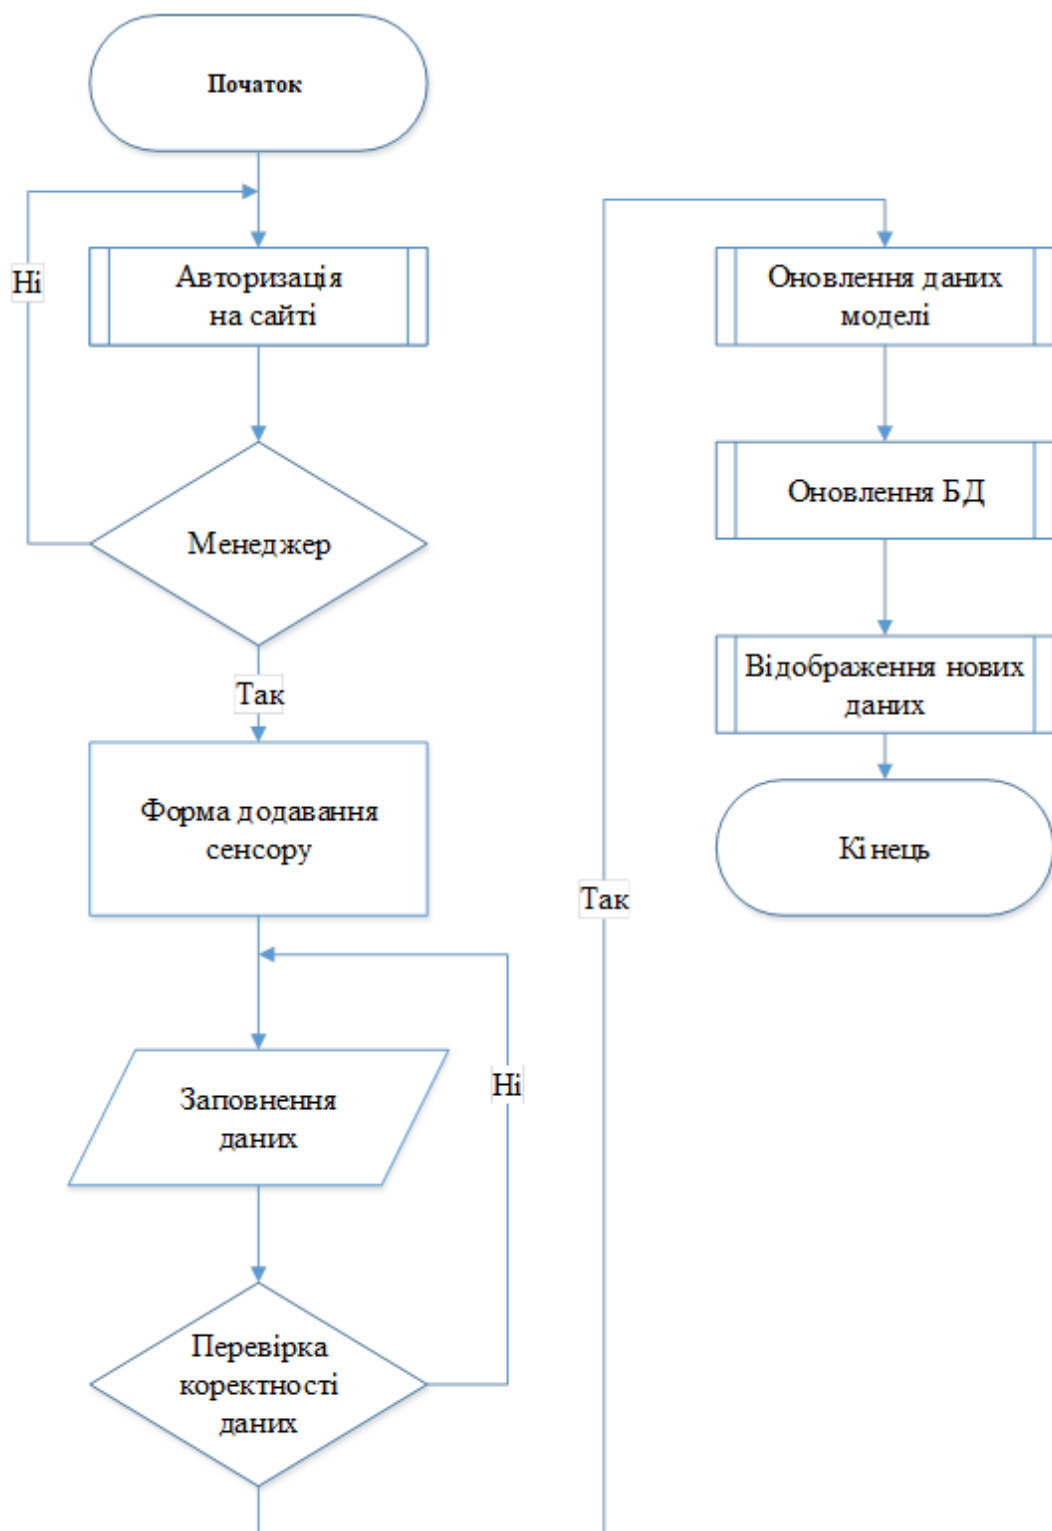 Початок
Ні
Авторизація
на сайті
Менеджер
Так
Форма додавання
сенсору
Ні
Заповнення
даних
Перевірка
коректності
даних
Так
Оновлення даних
моделі
Оновлення БД
Відображення нових
даних
Кінець